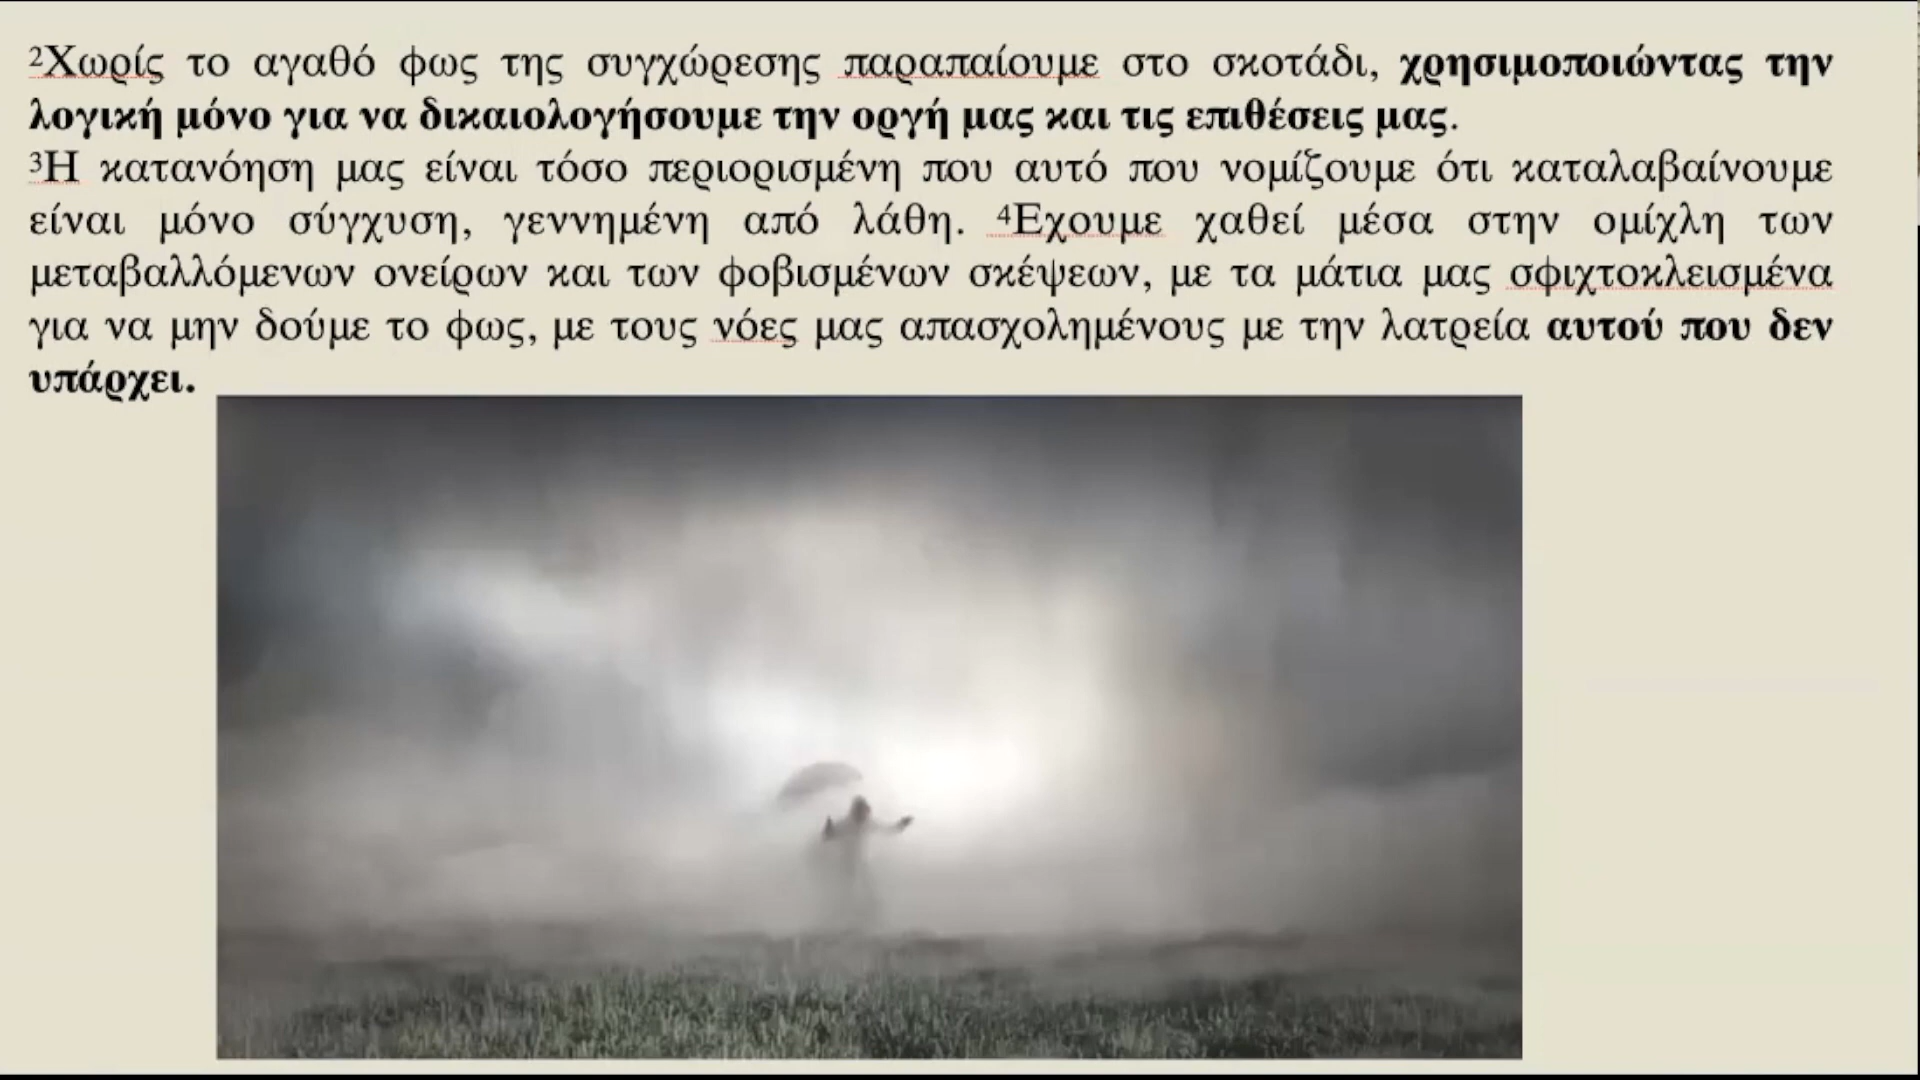 ²Χωρίς το αγαθό φως της συγχώρεσης παραπαίουμε στο σκοτάδι, χρησιμοποιώντας την
λογική μόνο για να δικαιολογήσουμε την οργή μας και τις επιθέσεις μας.
³Η κατανόηση μας είναι τόσο περιορισμένη που αυτό που νομίζουμε ότι καταλαβαίνουμε
είναι μόνο σύγχυση, γεννημένη από λάθη. ⁴Έχουμε χαθεί μέσα στην ομίχλη των
μεταβαλλόμενων ονείρων και των φοβισμένων σκέψεων, με τα μάτια μας σφιχτοκλεισμένα
για να μην δούμε το φως, με τους νόες μας απασχολημένους με την λατρεία αυτού που δεν
υπάρχει.